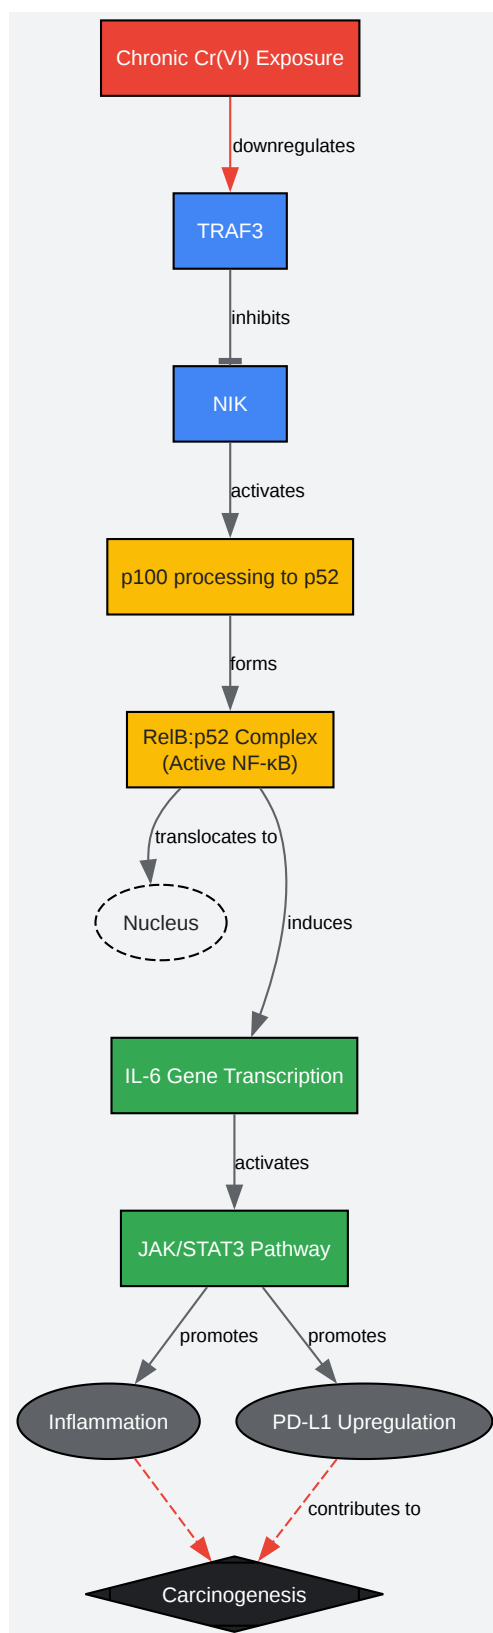 Chronic Cr(VI) Exposure
downregulates
TRAF3
inhibits
NIK
activates
p100 processing to p52
forms
RelB:p52 Complex
(Active NF-κB)
translocates to
Nucleus
induces
IL-6 Gene Transcription
activates
JAK/STAT3 Pathway
promotes
promotes
Inflammation
PD-L1 Upregulation
contributes to
Carcinogenesis